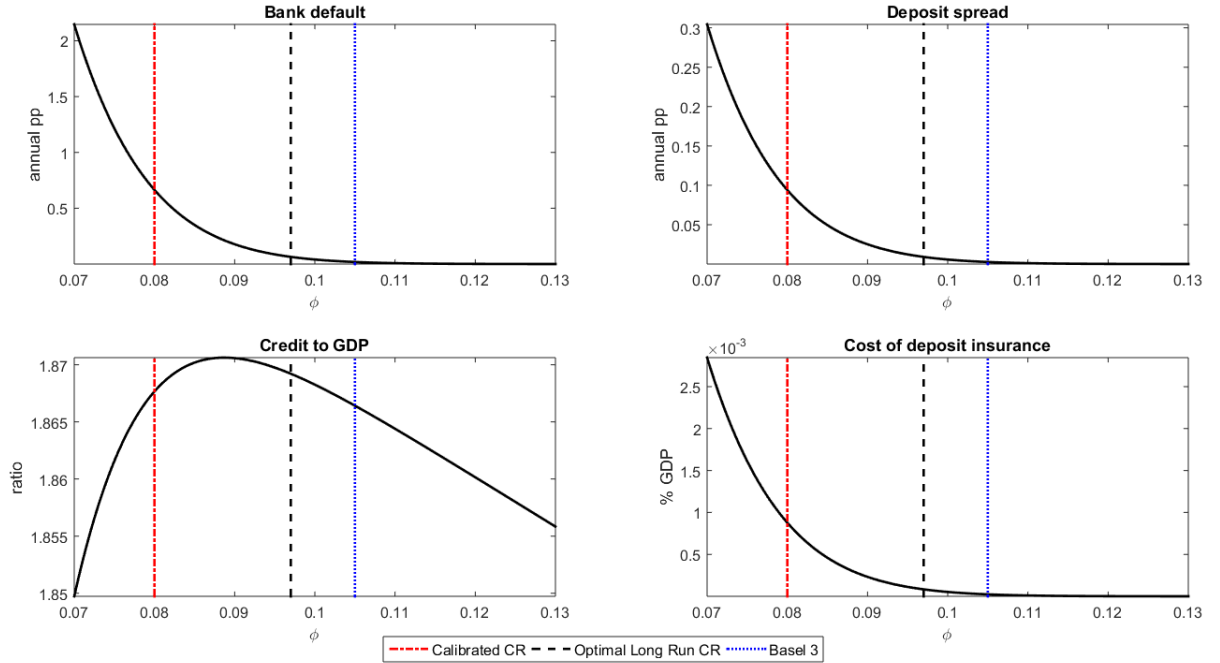 Bank default
annual pp
2
1.5
1
0.5
0.07 0.08 0.09 0.1 0.11 0.12 0.13
ϕ
Deposit spread
annual pp
0.3
0.25
0.2
0.15
0.1
0.05
0.07 0.08 0.09 0.1 0.11 0.12 0.13
ϕ
Credit to GDP
ratio
1.87
1.865
1.86
1.855
1.85
0.07 0.08 0.09 0.1 0.11 0.12 0.13
ϕ
Cost of deposit insurance
×10⁻³
% GDP
2.5
2
1.5
1
0.5
0.07 0.08 0.09 0.1 0.11 0.12 0.13
ϕ
Calibrated CR Optimal Long Run CR Basel 3